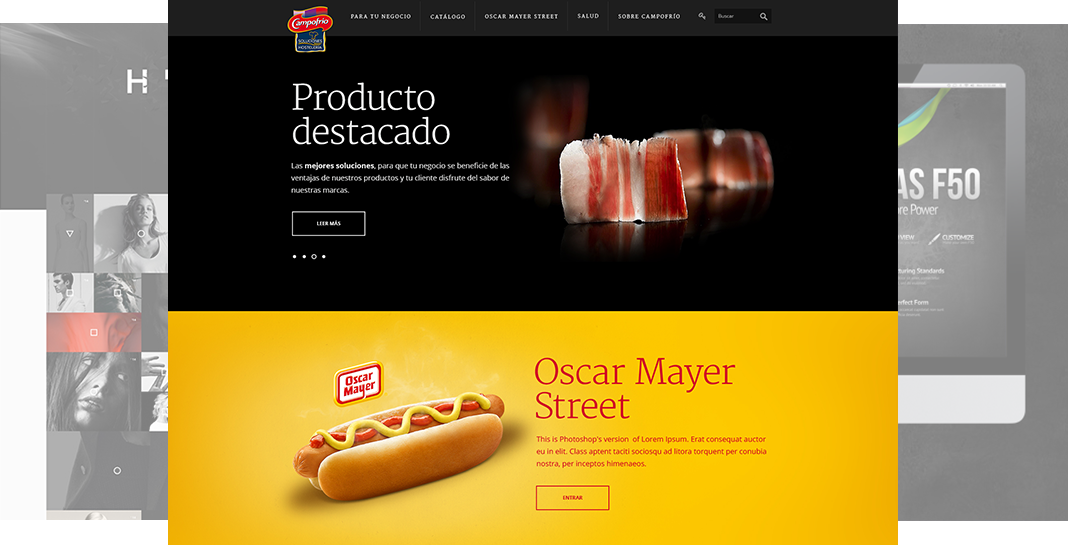 Campofrío
SOLUCIONES
HOSTELERÍA
PARA TU NEGOCIO
CATÁLOGO
OSCAR MAYER STREET
SALUD
SOBRE CAMPOFRÍO
Buscar
H
Producto
destacado
Las mejores soluciones, para que tu negocio se beneficie de las
ventajas de nuestros productos y tu cliente disfrute del sabor de
nuestras marcas.
LEER MÁS
Oscar
Mayer
Oscar Mayer
Street
This is Photoshop's version of Lorem Ipsum. Erat consequat auctor
eu in elit. Class aptent taciti sociosqu ad litora torquent per conubia
nostra, per inceptos himenaeos.
ENTRAR
AS F50
ore Power
VIEW
CUSTOMIZE
turing Standards
rfect Form